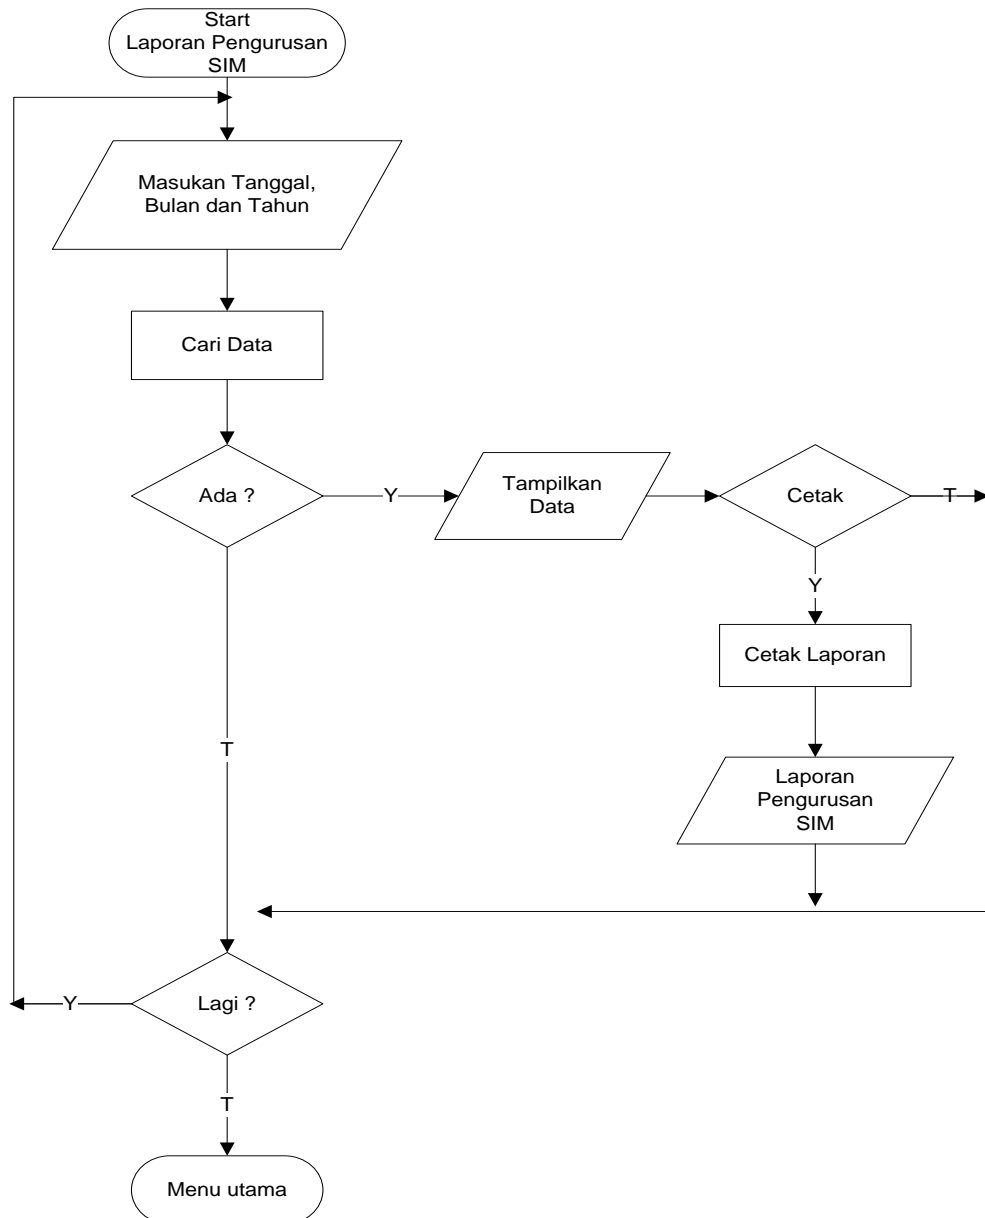 Start
Laporan Pengurusan
SIM
Masukan Tanggal,
Bulan dan Tahun
Cari Data
Ada ?
Y
Tampilkan
Data
Cetak
T
Y
Cetak Laporan
Laporan
Pengurusan
SIM
T
Lagi ?
Y
T
Menu utama